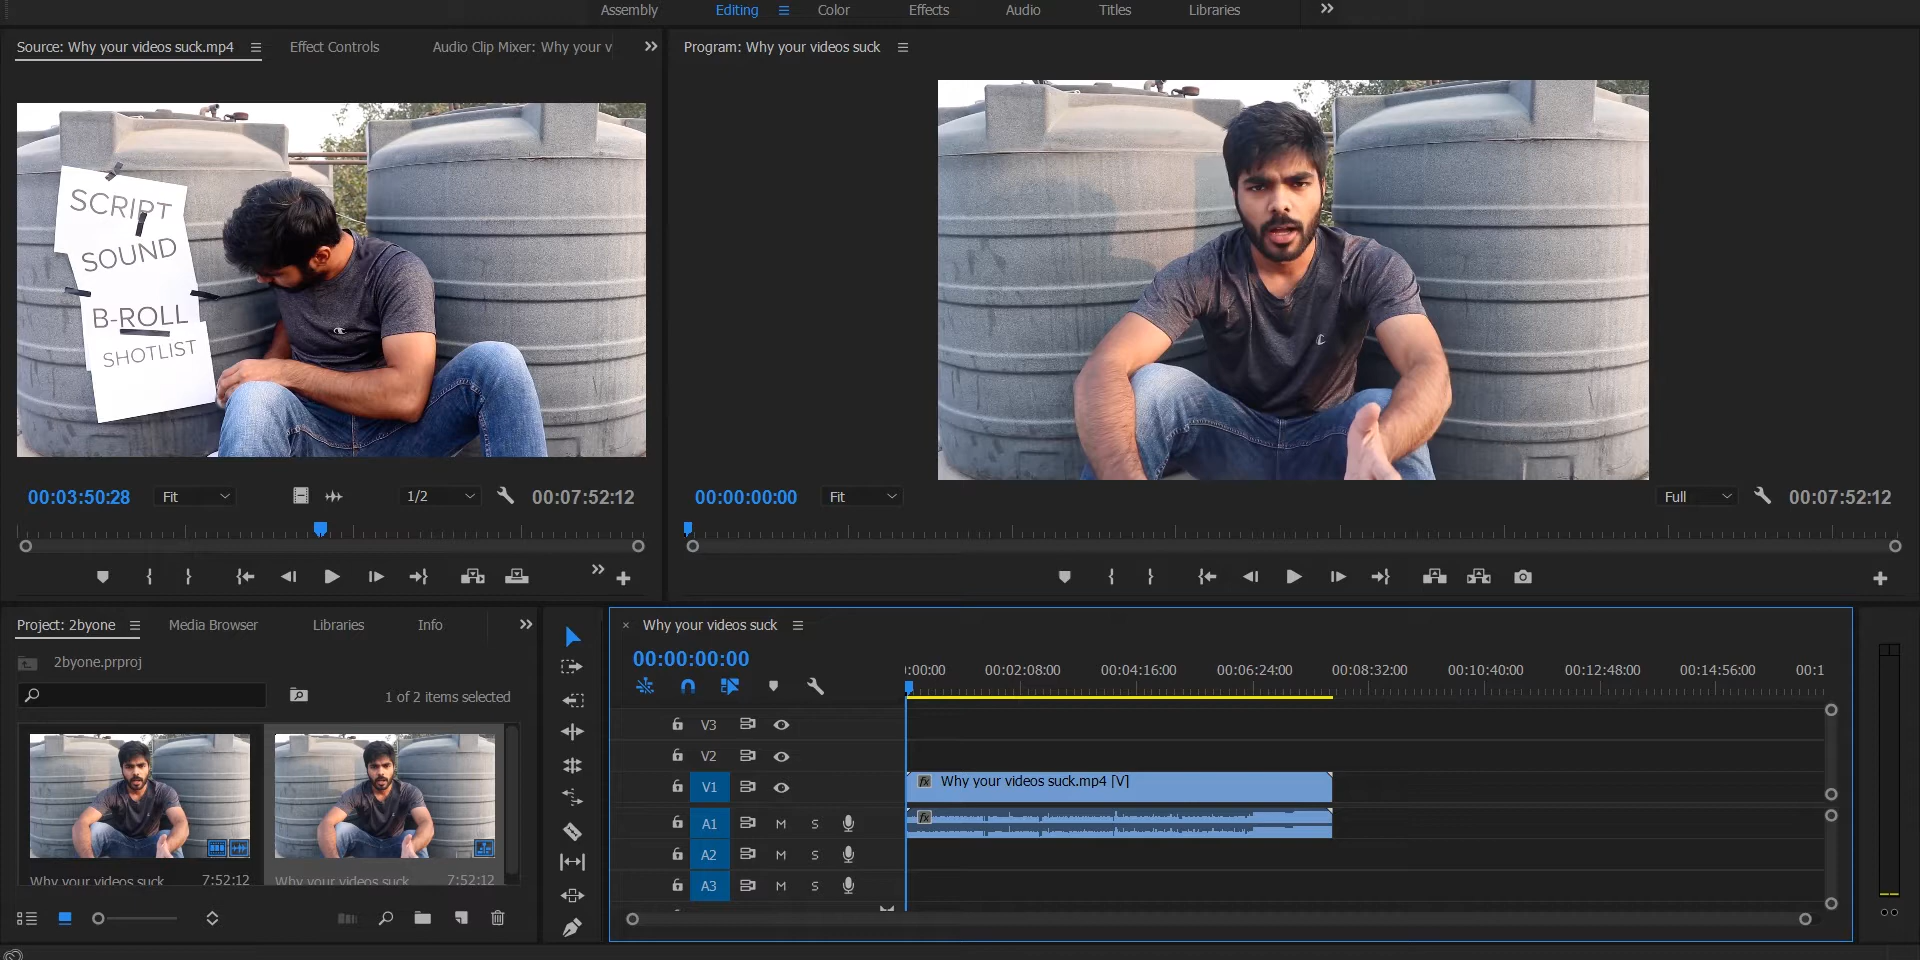 Assembly Editing Color Effects Audio Titles Libraries
Source: Why your videos suck.mp4 Effect Controls Audio Clip Mixer: Why your v
Program: Why your videos suck
SCRIPT
SOUND
B-ROLL
SHOTLIST
00:03:50:28 Fit 1/2 00:07:52:12
00:00:00:00 Fit Full 00:07:52:12
Project: 2byone Media Browser Libraries Info
2byone.prproj
1 of 2 items selected
Why your videos suck 7:52:12
Why your videos suck 7:52:12
× Why your videos suck
00:00:00:00
:00:00 00:02:08:00 00:04:16:00 00:06:24:00 00:08:32:00 00:10:40:00 00:12:48:00 00:14:56:00 00:1
V3
V2
V1 fx Why your videos suck.mp4 [V]
A1 M S fx
A2 M S
A3 M S